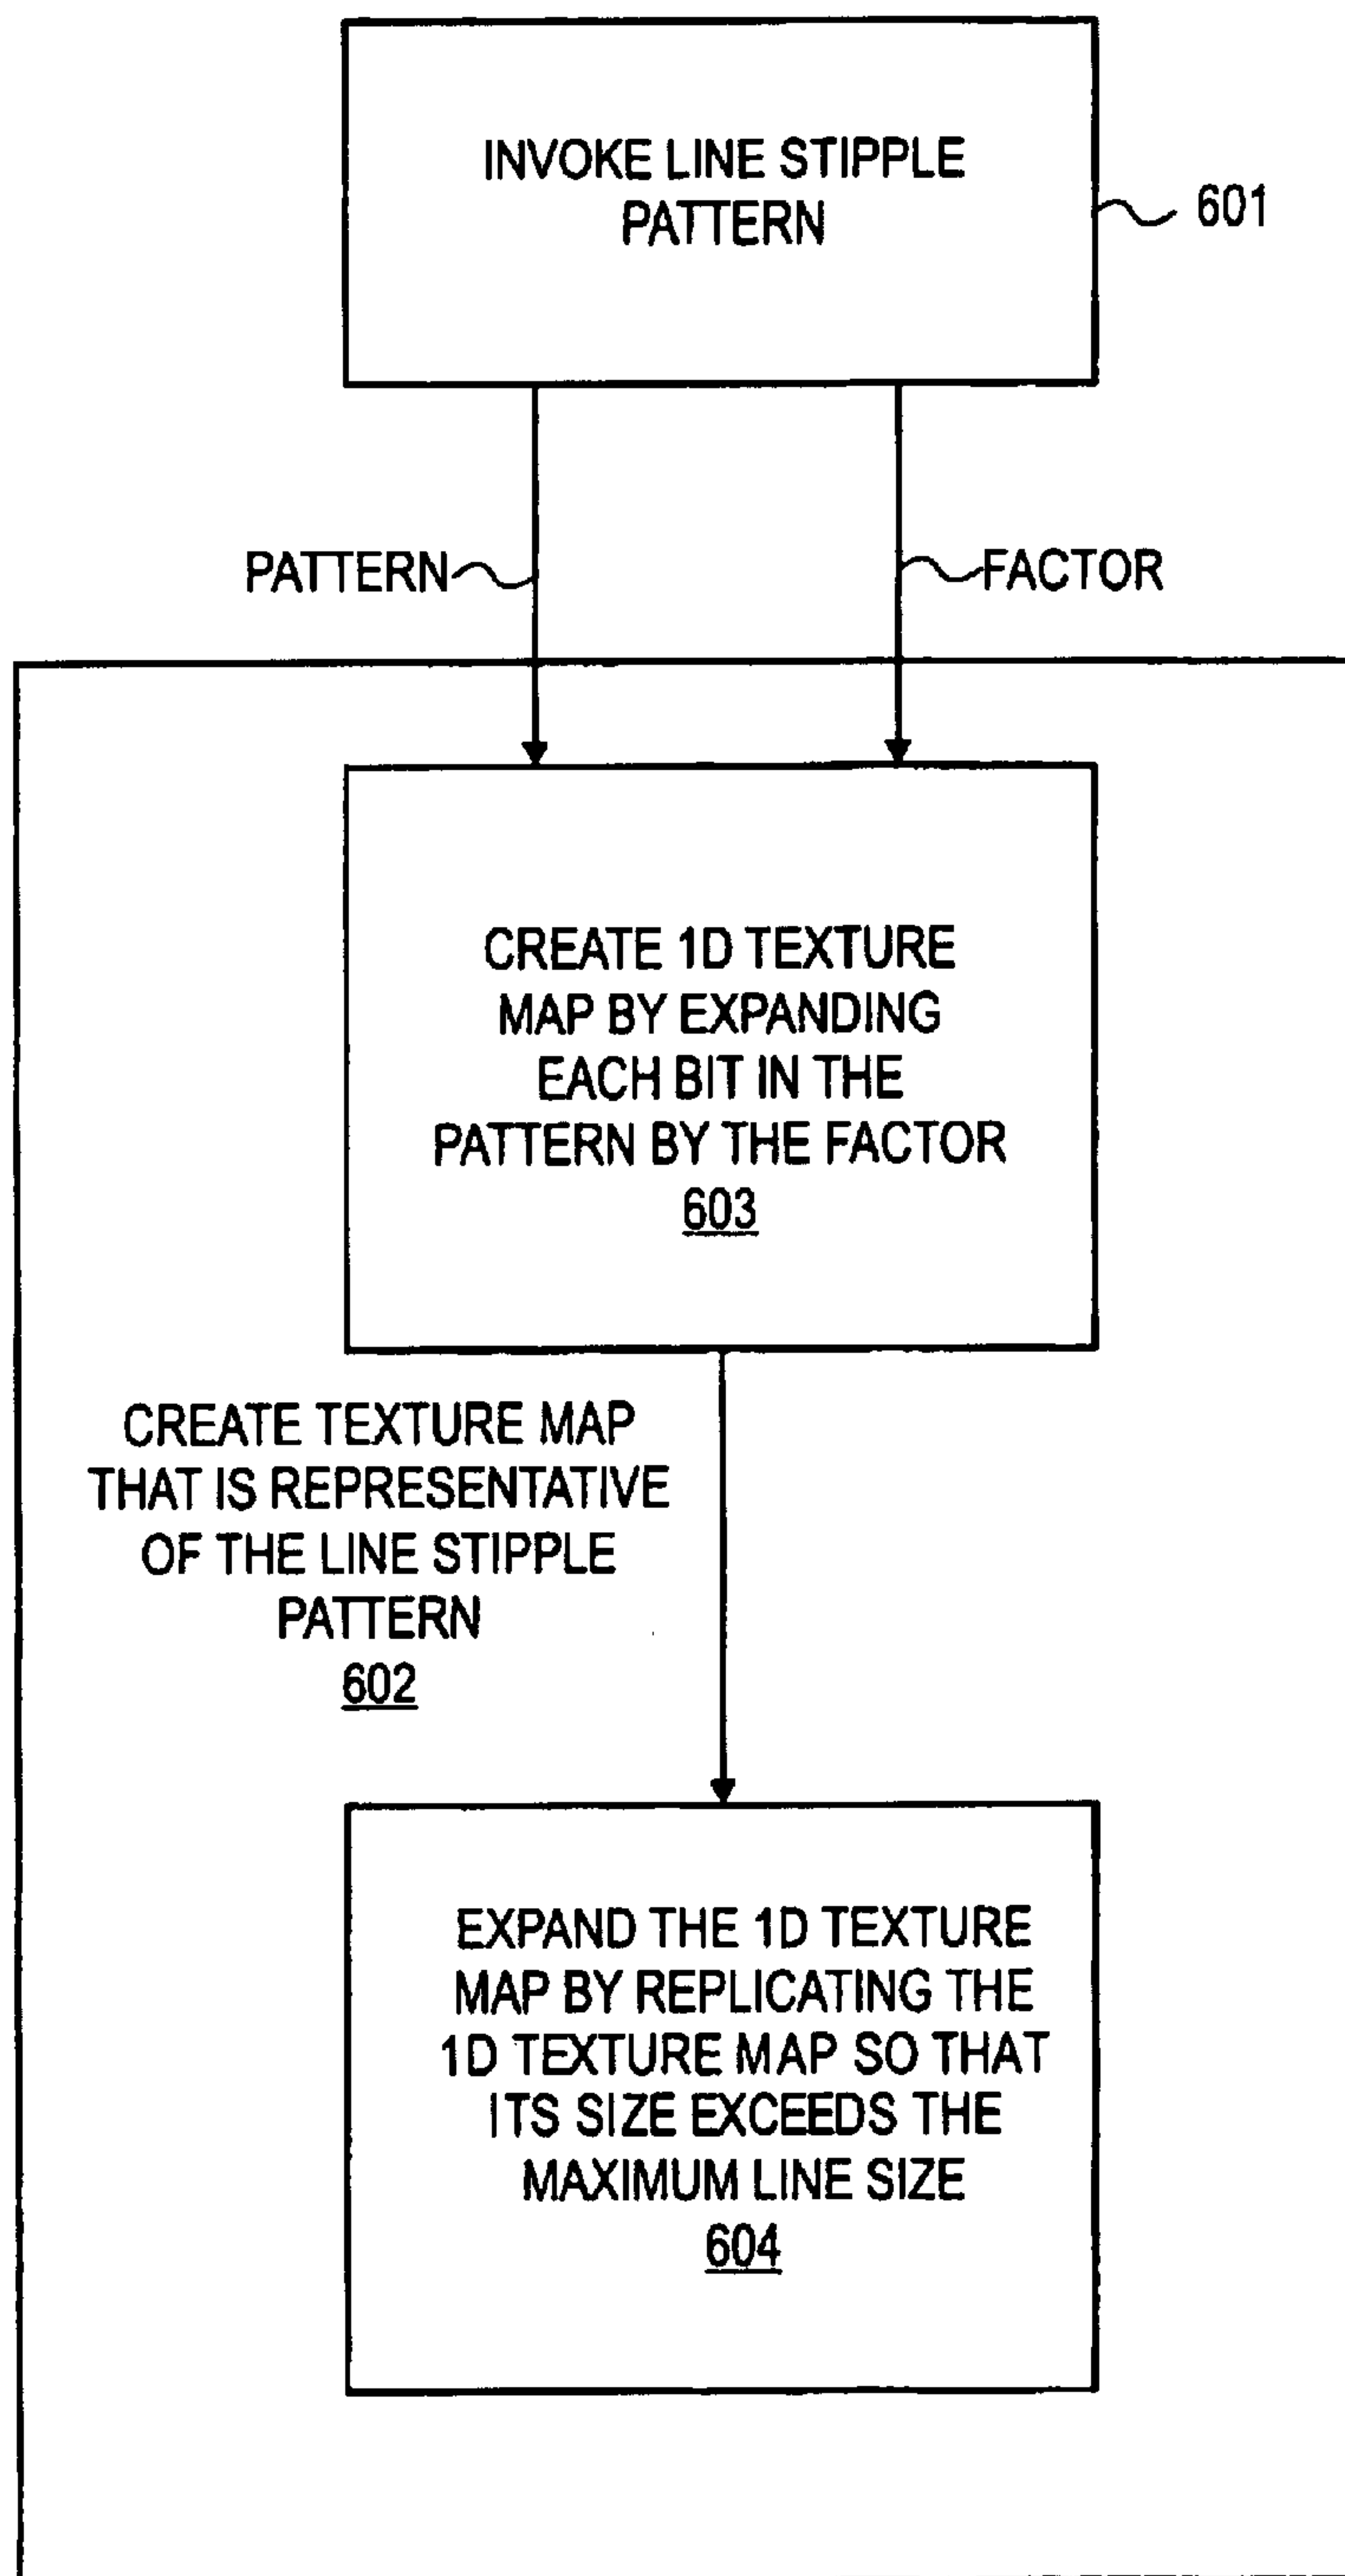 INVOKE LINE STIPPLE
PATTERN
601
PATTERN
FACTOR
CREATE 1D TEXTURE
MAP BY EXPANDING
EACH BIT IN THE
PATTERN BY THE FACTOR
603
CREATE TEXTURE MAP
THAT IS REPRESENTATIVE
OF THE LINE STIPPLE
PATTERN
602
EXPAND THE 1D TEXTURE
MAP BY REPLICATING THE
1D TEXTURE MAP SO THAT
ITS SIZE EXCEEDS THE
MAXIMUM LINE SIZE
604